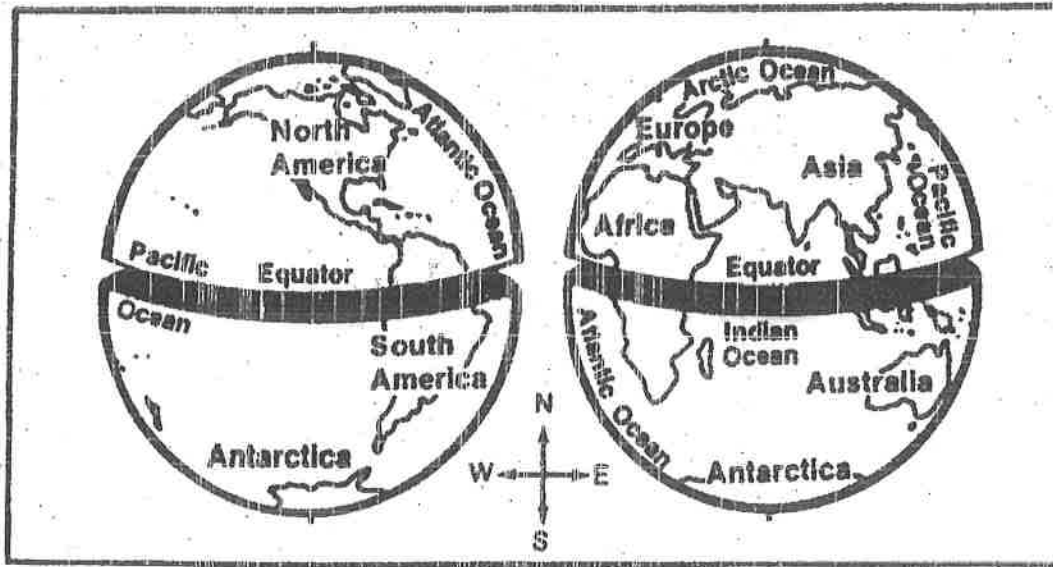 North
America
Atlantic Ocean
Pacific
Equator
Ocean
South
America
Antarctica
Arctic Ocean
Europe
Asia
Pacific
Ocean
Africa
Equator
Indian
Ocean
Atlantic Ocean
Australia
Antarctica
N
W E
S